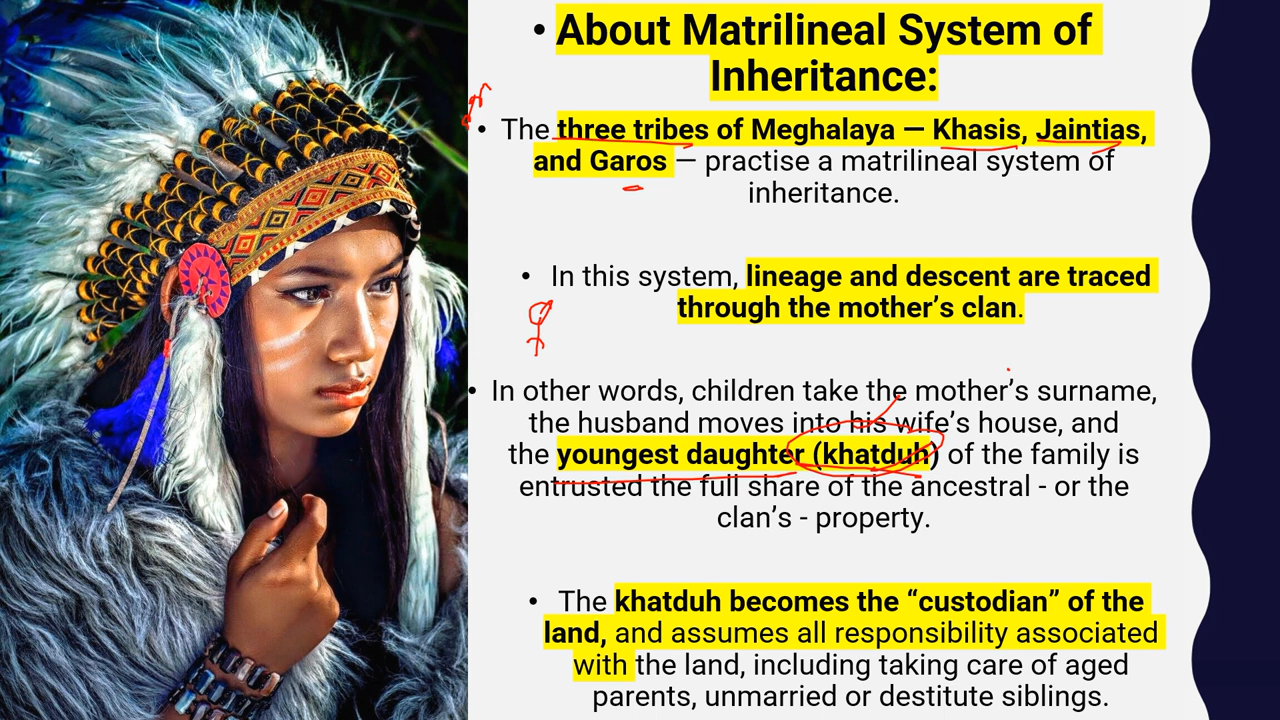 • About Matrilineal System of
Inheritance:
• The three tribes of Meghalaya — Khasis, Jaintias,
and Garos — practise a matrilineal system of
inheritance.
• In this system, lineage and descent are traced
through the mother’s clan.
• In other words, children take the mother’s surname,
the husband moves into his wife’s house, and
the youngest daughter (khatduh) of the family is
entrusted the full share of the ancestral - or the
clan’s - property.
• The khatduh becomes the “custodian” of the
land, and assumes all responsibility associated
with the land, including taking care of aged
parents, unmarried or destitute siblings.